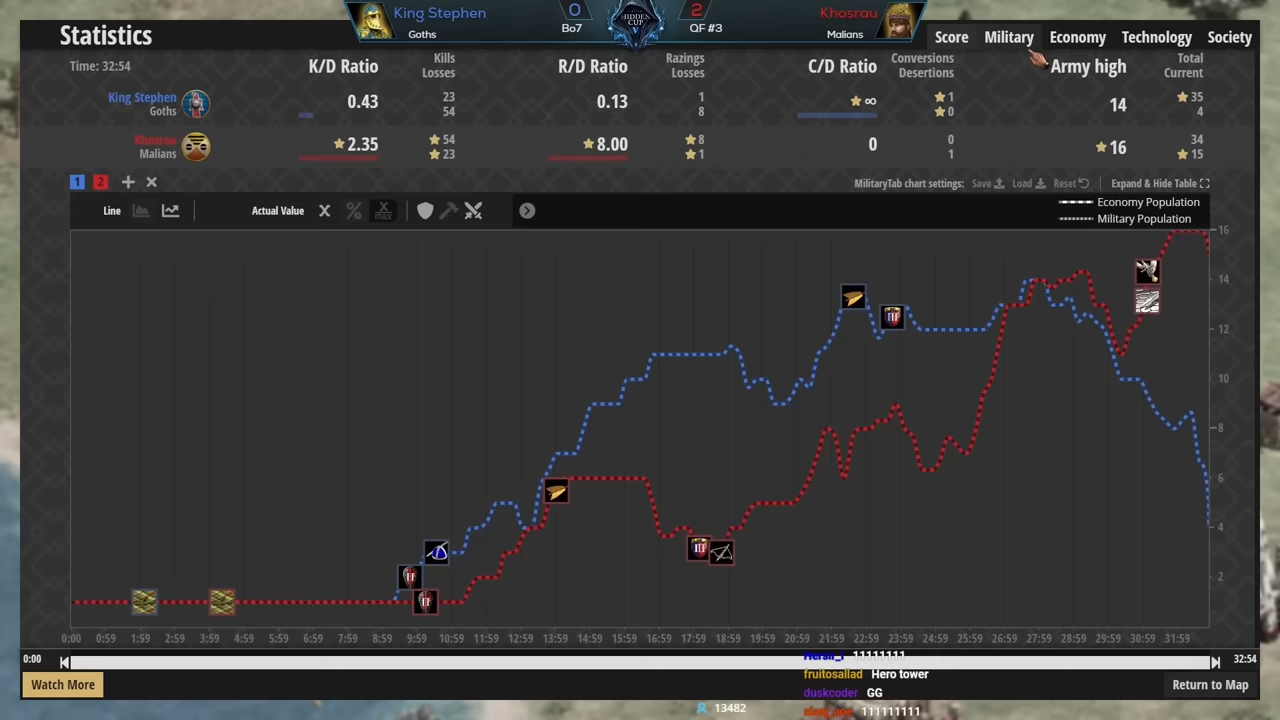 King Stephen
Goths
0
Bo7
HIDDEN
CUP
2
QF #3
Khosrau
Malians
Statistics
Score Military Economy Technology Society
Time: 32:54
K/D Ratio
Kills
Losses
R/D Ratio
Razings
Losses
C/D Ratio
Conversions
Desertions
Army high
Total
Current
King Stephen
Goths
0.43
23
54
0.13
1
8
∞
1
0
14
35
4
Khosrau
Malians
2.35
54
23
8.00
8
1
0
0
1
16
34
15
1 2
MilitaryTab chart settings: Save Load Reset Expand & Hide Table
Line
Actual Value
X
%
X
max
Economy Population
Military Population
16
14
12
10
8
6
4
2
II
II
III
III
0:00 0:59 1:59 2:59 3:59 4:59 5:59 6:59 7:59 8:59 9:59 10:59 11:59 12:59 13:59 14:59 15:59 16:59 17:59 18:59 19:59 20:59 21:59 22:59 23:59 24:59 25:59 26:59 27:59 28:59 29:59 30:59 31:59
0:00
32:54
Watch More
Return to Map
11111111
fruitosallad Hero tower
duskcoder GG
111111111
13482